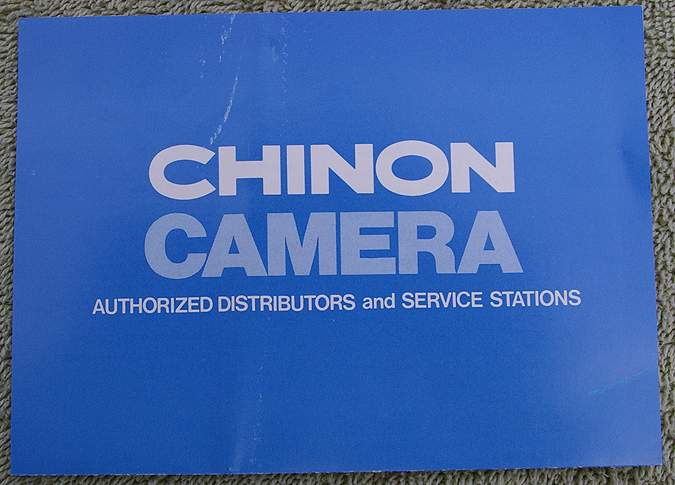 CHINON
CAMERA
AUTHORIZED DISTRIBUTORS and SERVICE STATIONS